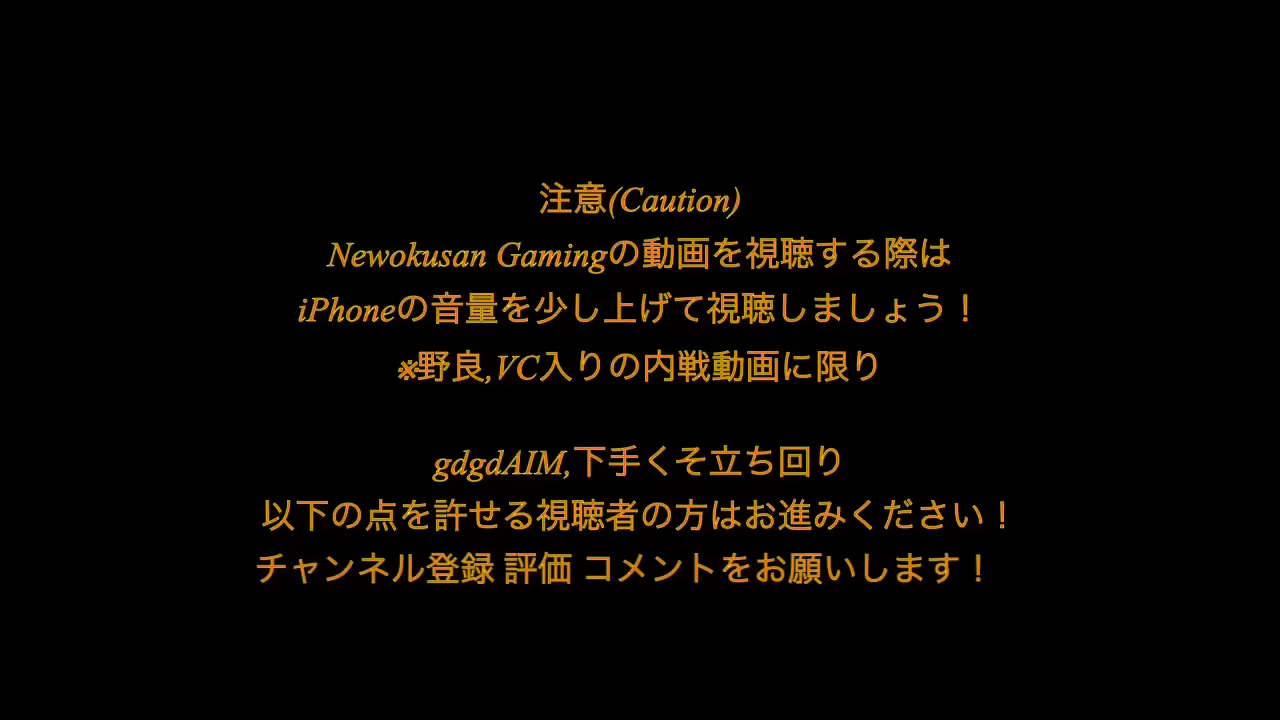 注意(Caution)
Newokusan Gamingの動画を視聴する際は
iPhoneの音量を少し上げて視聴しましょう！
※野良,VC入りの内戦動画に限り
gdgdAIM,下手くそ立ち回り
以下の点を許せる視聴者の方はお進みください！
チャンネル登録 評価 コメントをお願いします！